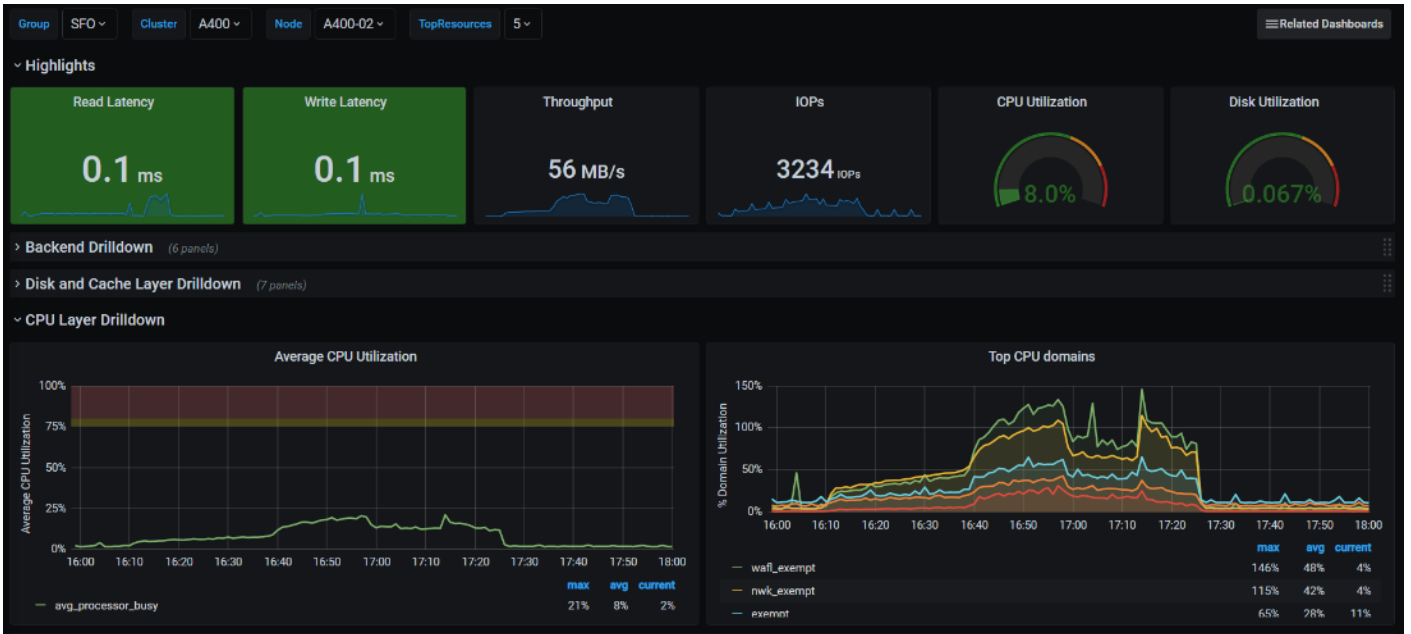 Group SFO Cluster A400 Node A400-02 TopResources 5 Related Dashboards
Highlights
Read Latency Write Latency Throughput IOPs CPU Utilization Disk Utilization
0.1 ms 0.1 ms 56 MB/s 3234 IOPs 8.0% 0.067%
Backend Drilldown (6 panels)
Disk and Cache Layer Drilldown (7 panels)
CPU Layer Drilldown
Average CPU Utilization
100%
75%
50%
25%
0%
Average CPU Utilization
16:00 16:10 16:20 16:30 16:40 16:50 17:00 17:10 17:20 17:30 17:40 17:50 18:00
max avg current
avg_processor_busy 21% 8% 2%
Top CPU domains
150%
100%
50%
0%
% Domain Utilization
16:00 16:10 16:20 16:30 16:40 16:50 17:00 17:10 17:20 17:30 17:40 17:50 18:00
max avg current
wafl_exempt 146% 48% 4%
nwk_exempt 115% 42% 4%
exempt 65% 28% 11%